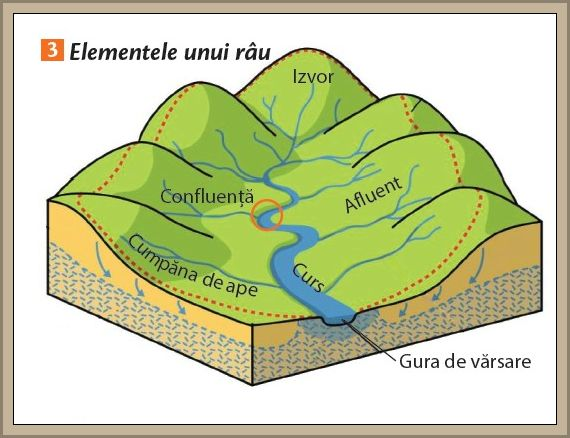 3 Elementele unui râu
Izvor
Confluență
Afluent
Cumpăna de ape
Curs
Gura de vărsare